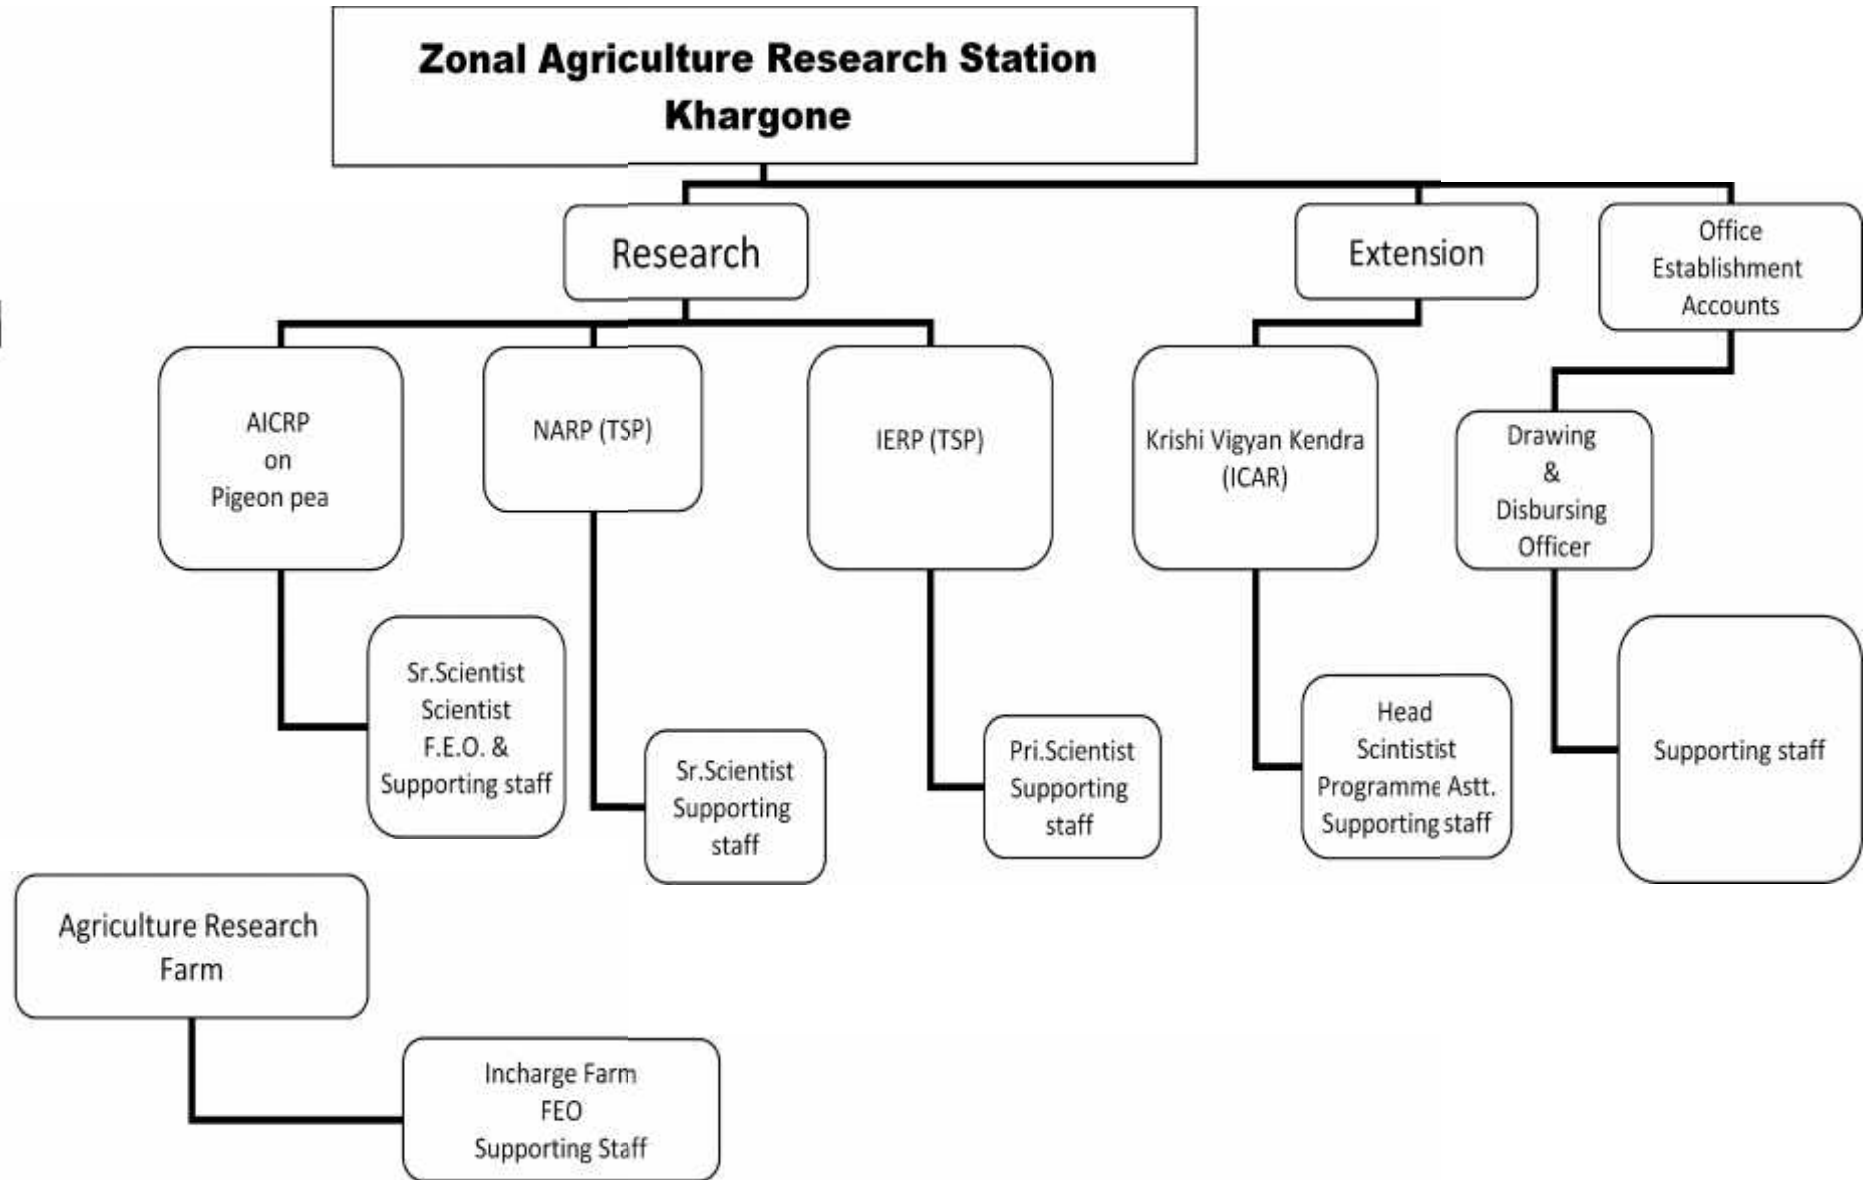 Zonal Agriculture Research Station
Khargone
Research
Extension
Office
Establishment
Accounts
AICRP
on
Pigeon pea
NARP (TSP)
IERP (TSP)
Krishi Vigyan Kendra
(ICAR)
Drawing
&
Disbursing
Officer
Sr.Scientist
Scientist
F.E.O. &
Supporting staff
Sr.Scientist
Supporting
staff
Pri.Scientist
Supporting
staff
Head
Scintistist
Programme Astt.
Supporting staff
Supporting staff
Agriculture Research
Farm
Incharge Farm
FEO
Supporting Staff